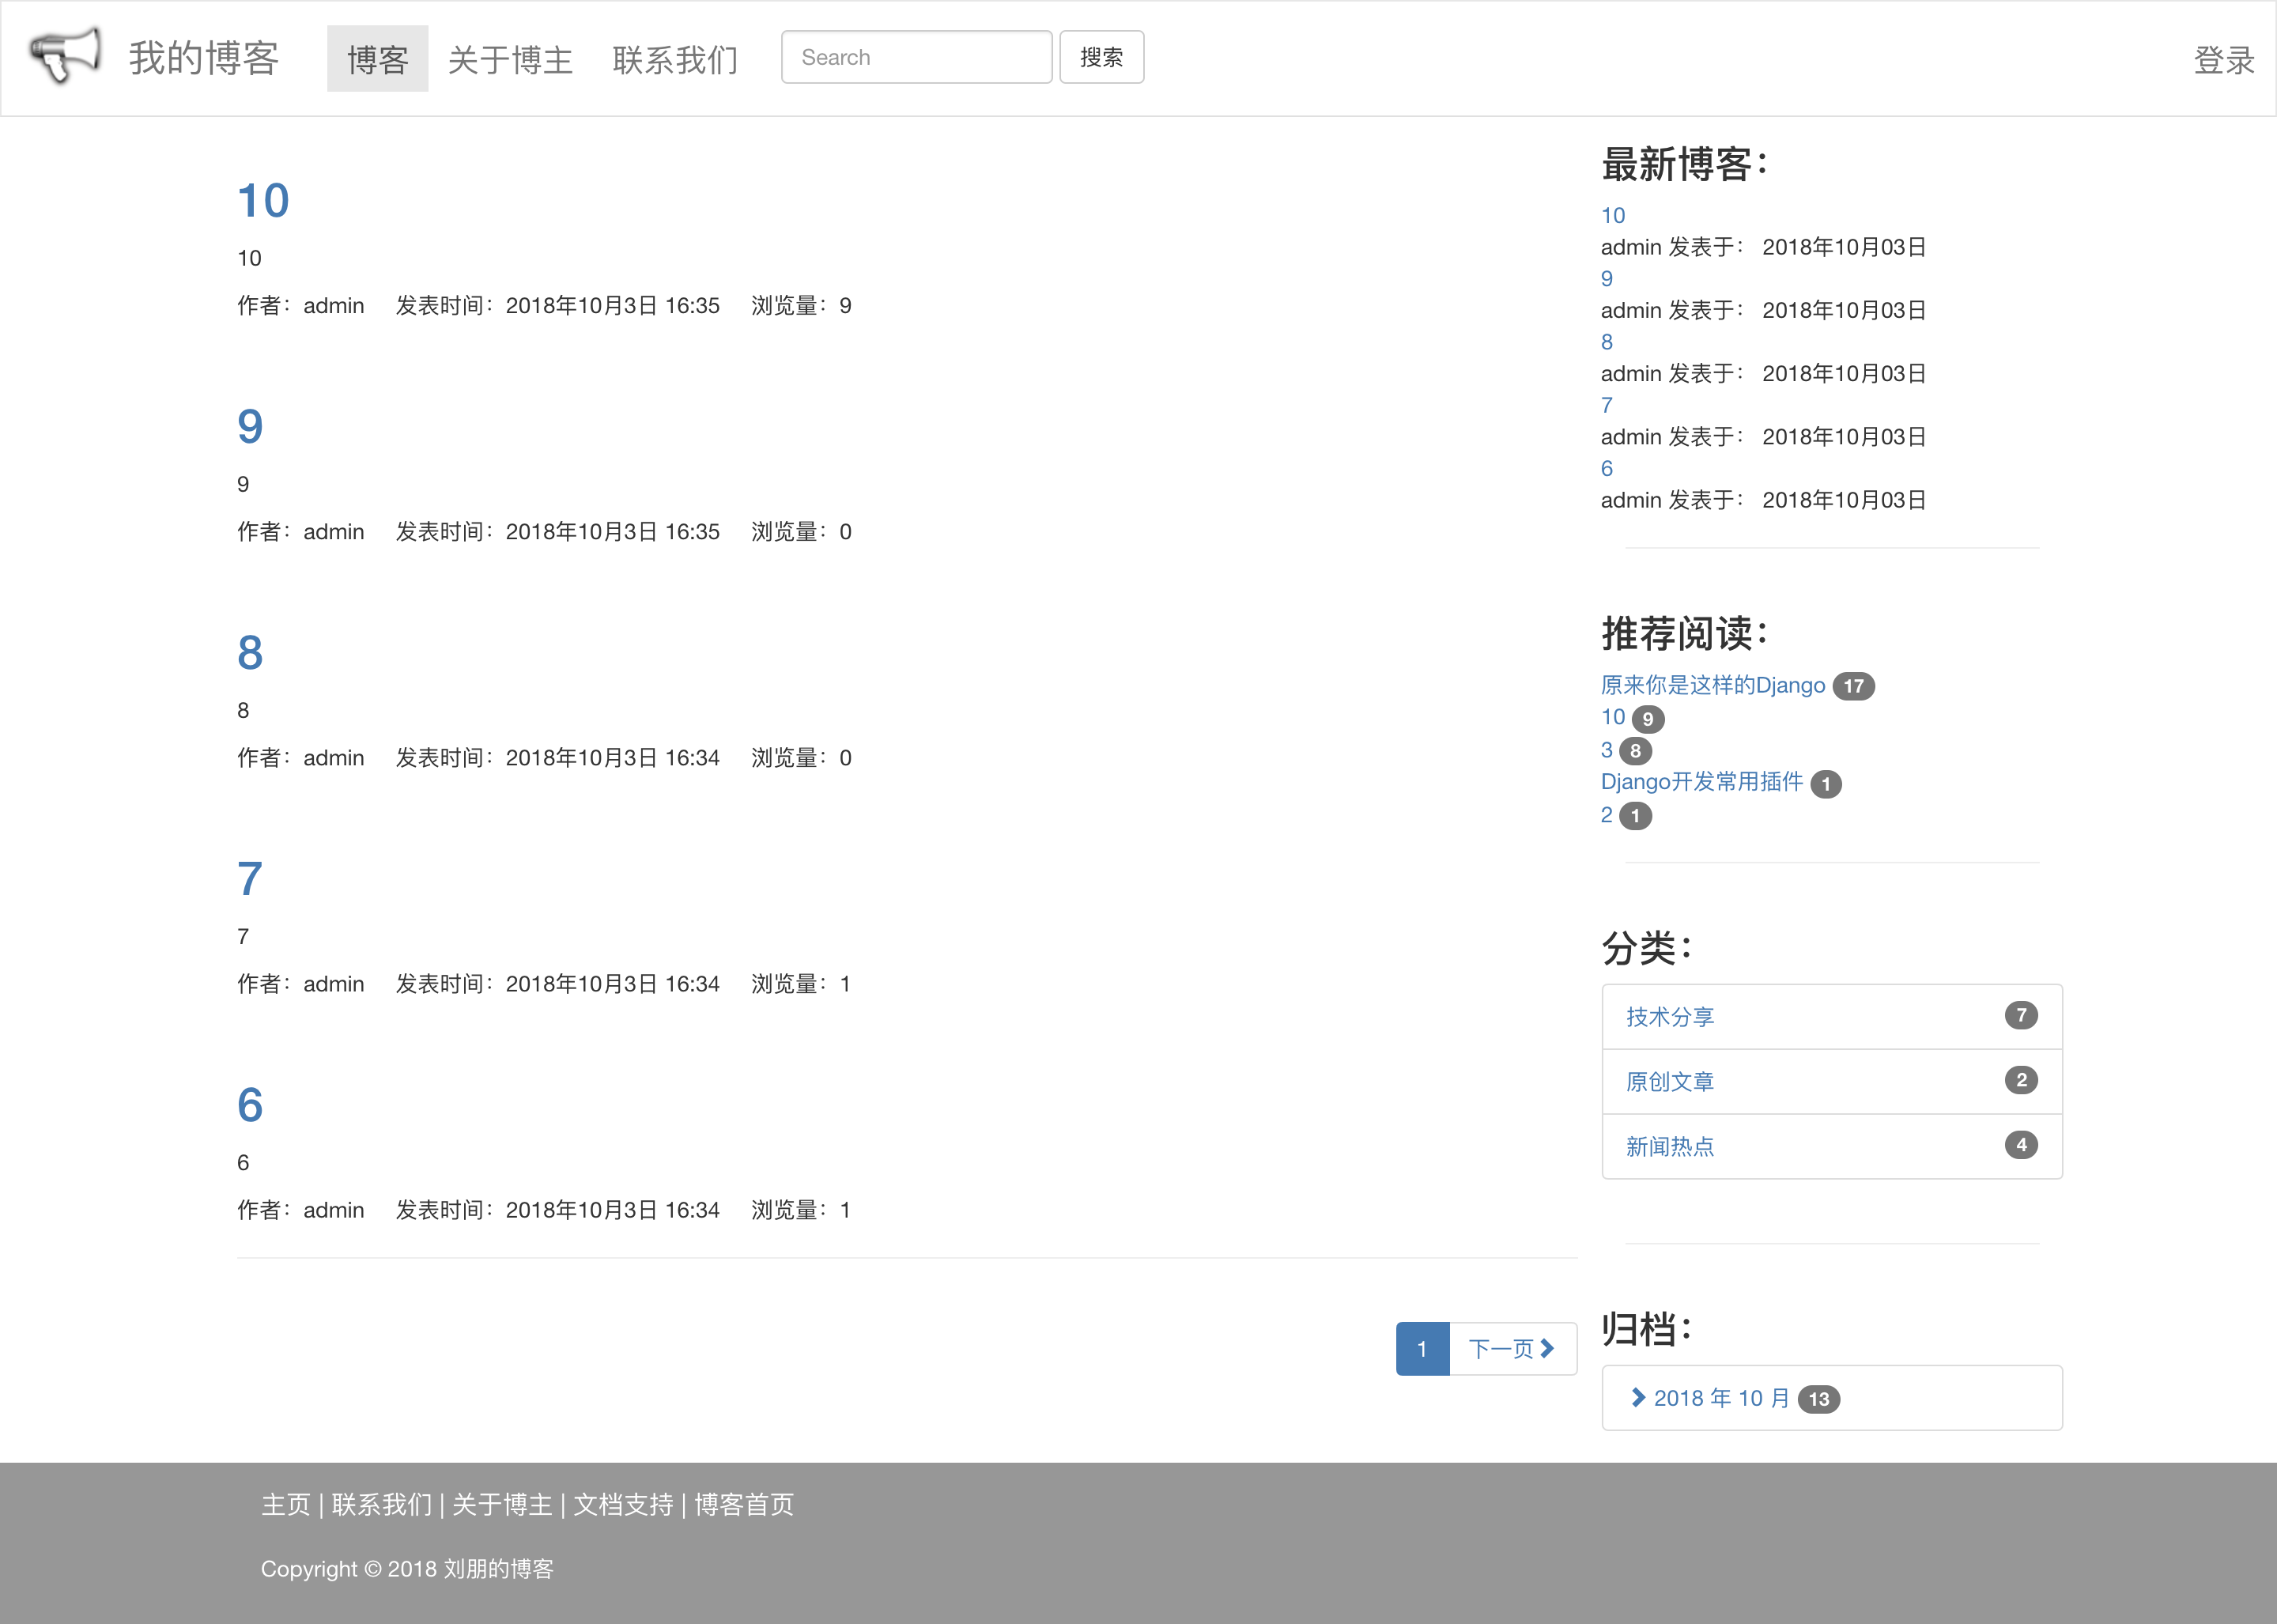 我的博客 博客 关于博主 联系我们 Search 搜索 登录
10
10
作者：admin 发表时间：2018年10月3日 16:35 浏览量：9
9
9
作者：admin 发表时间：2018年10月3日 16:35 浏览量：0
8
8
作者：admin 发表时间：2018年10月3日 16:34 浏览量：0
7
7
作者：admin 发表时间：2018年10月3日 16:34 浏览量：1
6
6
作者：admin 发表时间：2018年10月3日 16:34 浏览量：1
1 下一页
最新博客：
10
admin 发表于： 2018年10月03日
9
admin 发表于： 2018年10月03日
8
admin 发表于： 2018年10月03日
7
admin 发表于： 2018年10月03日
6
admin 发表于： 2018年10月03日
推荐阅读：
原来你是这样的Django 17
10 9
3 8
Django开发常用插件 1
2 1
分类：
技术分享 7
原创文章 2
新闻热点 4
归档：
2018 年 10 月 13
主页 | 联系我们 | 关于博主 | 文档支持 | 博客首页
Copyright © 2018 刘朋的博客